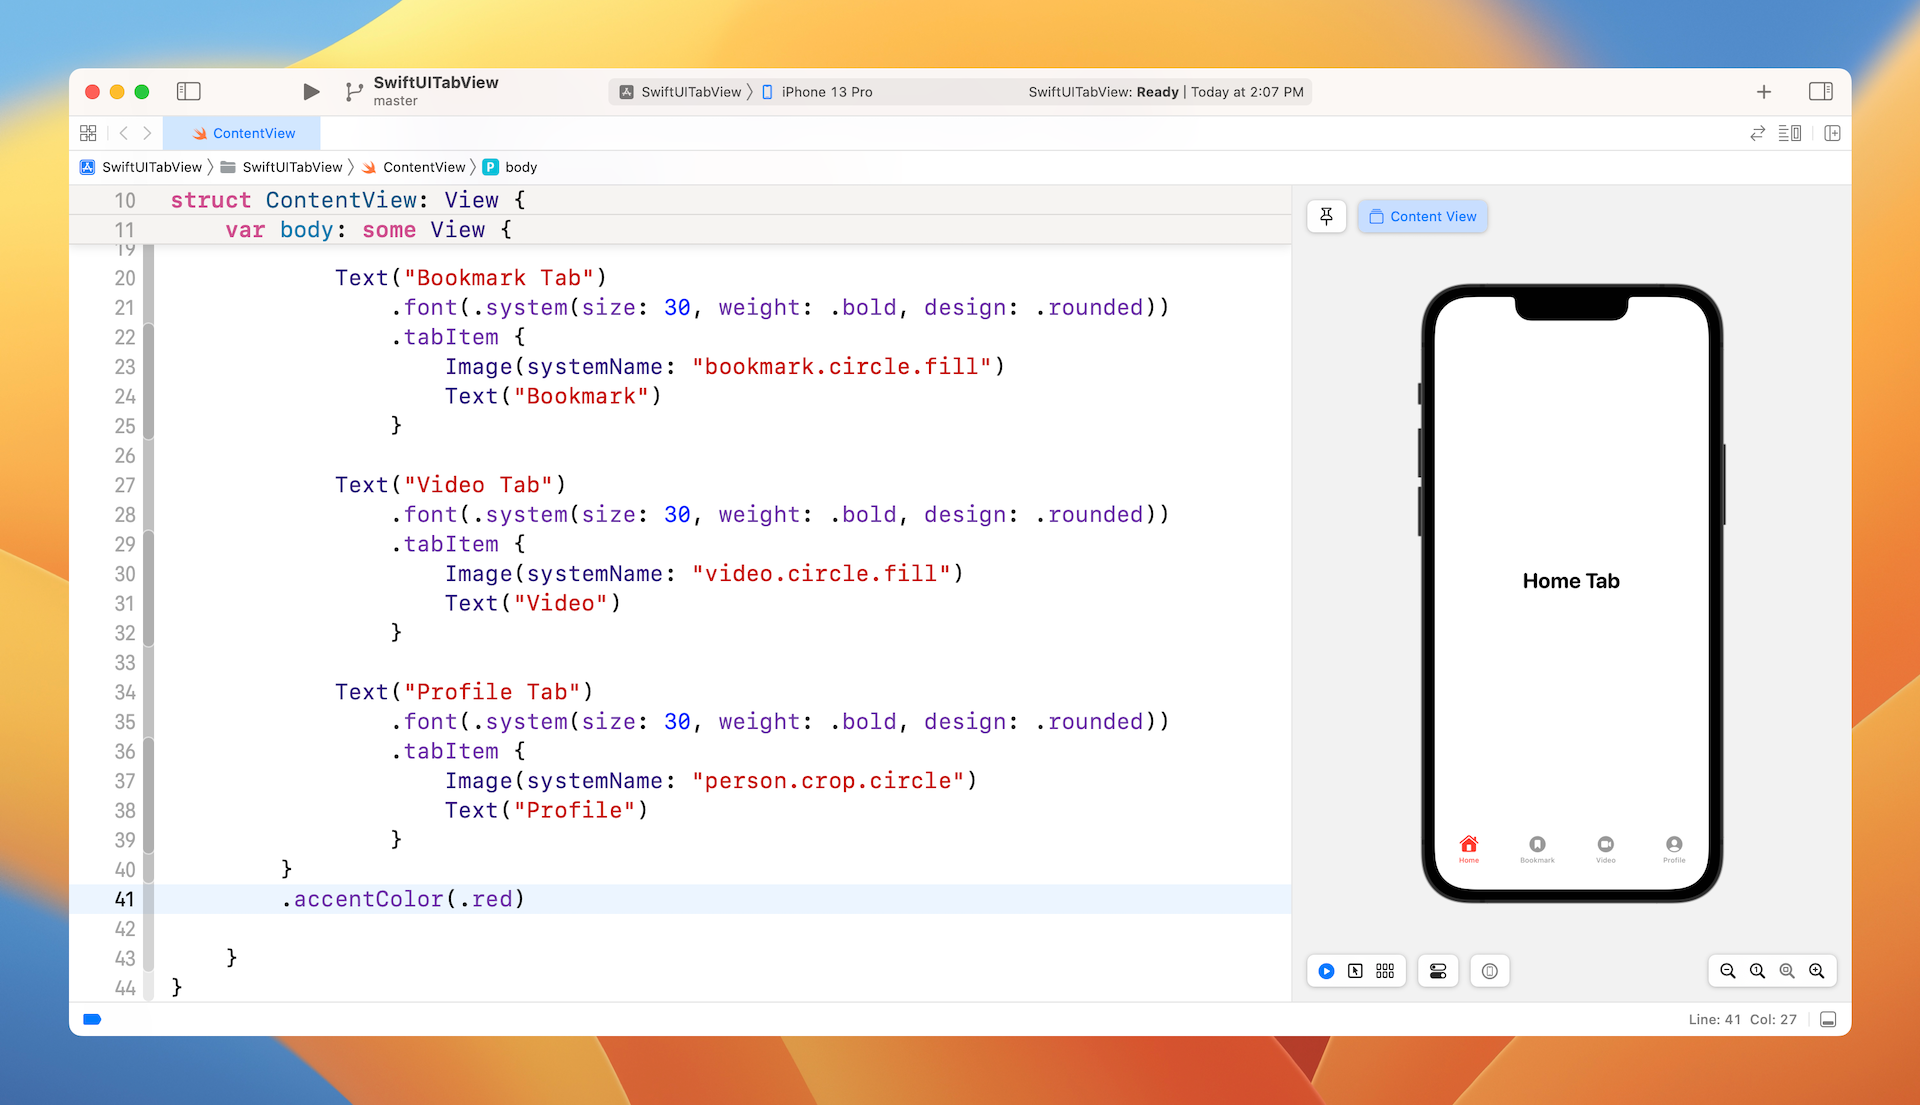 SwiftUITabView
master
SwiftUITabView
iPhone 13 Pro
SwiftUITabView: Ready | Today at 2:07 PM
ContentView
SwiftUITabView
SwiftUITabView
ContentView
P
body
10 struct ContentView: View {
11 var body: some View {
19
20 Text("Bookmark Tab")
21 .font(.system(size: 30, weight: .bold, design: .rounded))
22 .tabItem {
23 Image(systemName: "bookmark.circle.fill")
24 Text("Bookmark")
25 }
26
27 Text("Video Tab")
28 .font(.system(size: 30, weight: .bold, design: .rounded))
29 .tabItem {
30 Image(systemName: "video.circle.fill")
31 Text("Video")
32 }
33
34 Text("Profile Tab")
35 .font(.system(size: 30, weight: .bold, design: .rounded))
36 .tabItem {
37 Image(systemName: "person.crop.circle")
38 Text("Profile")
39 }
40 }
41 .accentColor(.red)
42
43 }
44 }
Content View
Home Tab
Home
Bookmark
Video
Profile
Line: 41 Col: 27